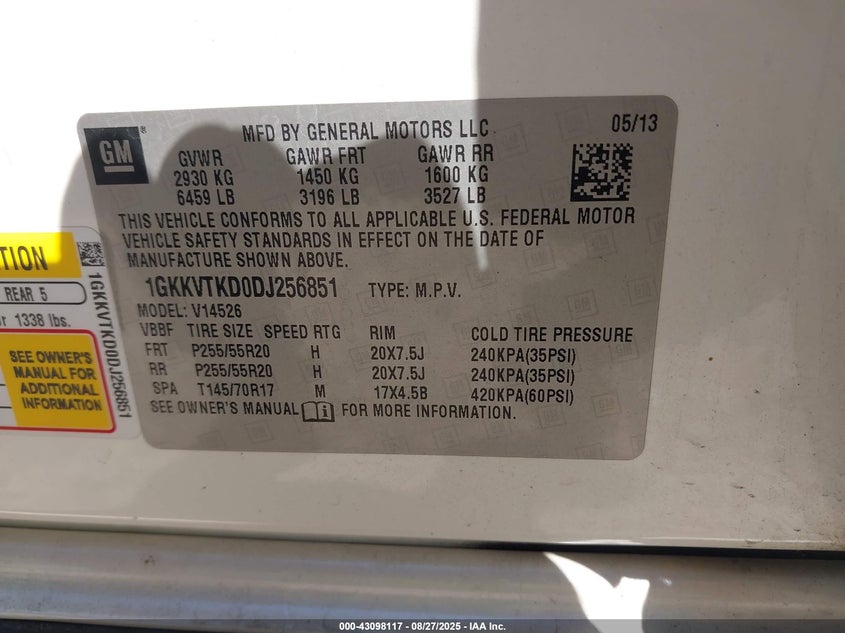 GM
®
MFD BY GENERAL MOTORS LLC
05/13
GVWR GAWR FRT GAWR RR
2930 KG 1450 KG 1600 KG
6459 LB 3196 LB 3527 LB
THIS VEHICLE CONFORMS TO ALL APPLICABLE U.S. FEDERAL MOTOR
VEHICLE SAFETY STANDARDS IN EFFECT ON THE DATE OF
MANUFACTURE SHOWN ABOVE.
1GKKVTKD0DJ256851 TYPE: M.P.V.
MODEL: V14526
VBBF TIRE SIZE SPEED RTG RIM COLD TIRE PRESSURE
FRT P255/55R20 H 20X7.5J 240KPA(35PSI)
RR P255/55R20 H 20X7.5J 240KPA(35PSI)
SPA T145/70R17 M 17X4.5B 420KPA(60PSI)
SEE OWNER'S MANUAL FOR MORE INFORMATION.
TION
REAR 5
r 1338 lbs.
SEE OWNER'S
MANUAL FOR
ADDITIONAL
INFORMATION
1GKKVTKD0DJ256851
000-43098117 - 08/27/2025 - IAA Inc.